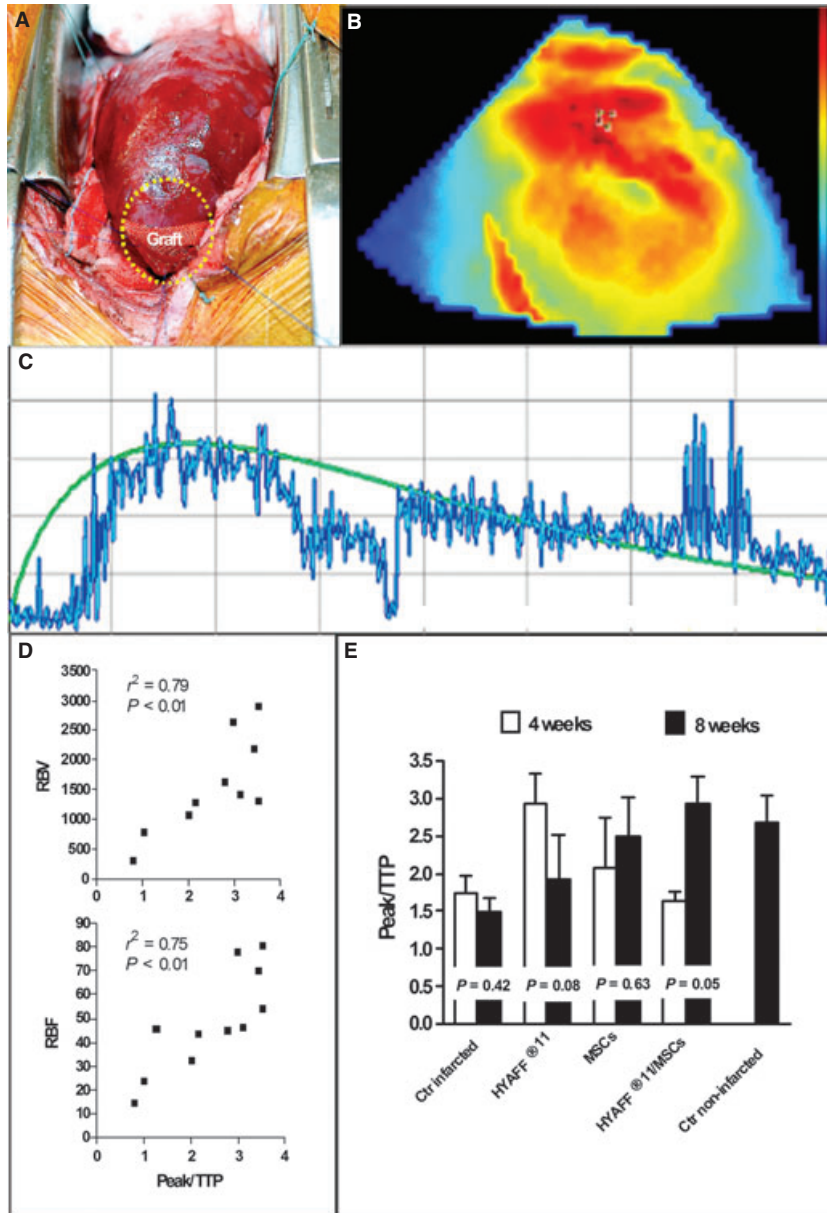 A
Graft
B
C
D
r² = 0.79
P < 0.01
RBV
3500
3000
2500
2000
1500
1000
500
0
0 1 2 3 4
r² = 0.75
P < 0.01
RBF
90
80
70
60
50
40
30
20
10
0
0 1 2 3 4
Peak/TTP
E
4 weeks 8 weeks
Peak/TTP
3.5
3.0
2.5
2.0
1.5
1.0
0.5
0.0
P = 0.42 P = 0.08 P = 0.63 P = 0.05
Ctr infarcted
HYAFF ® 11
MSCs
HYAFF ® 11/MSCs
Ctr non-infarcted